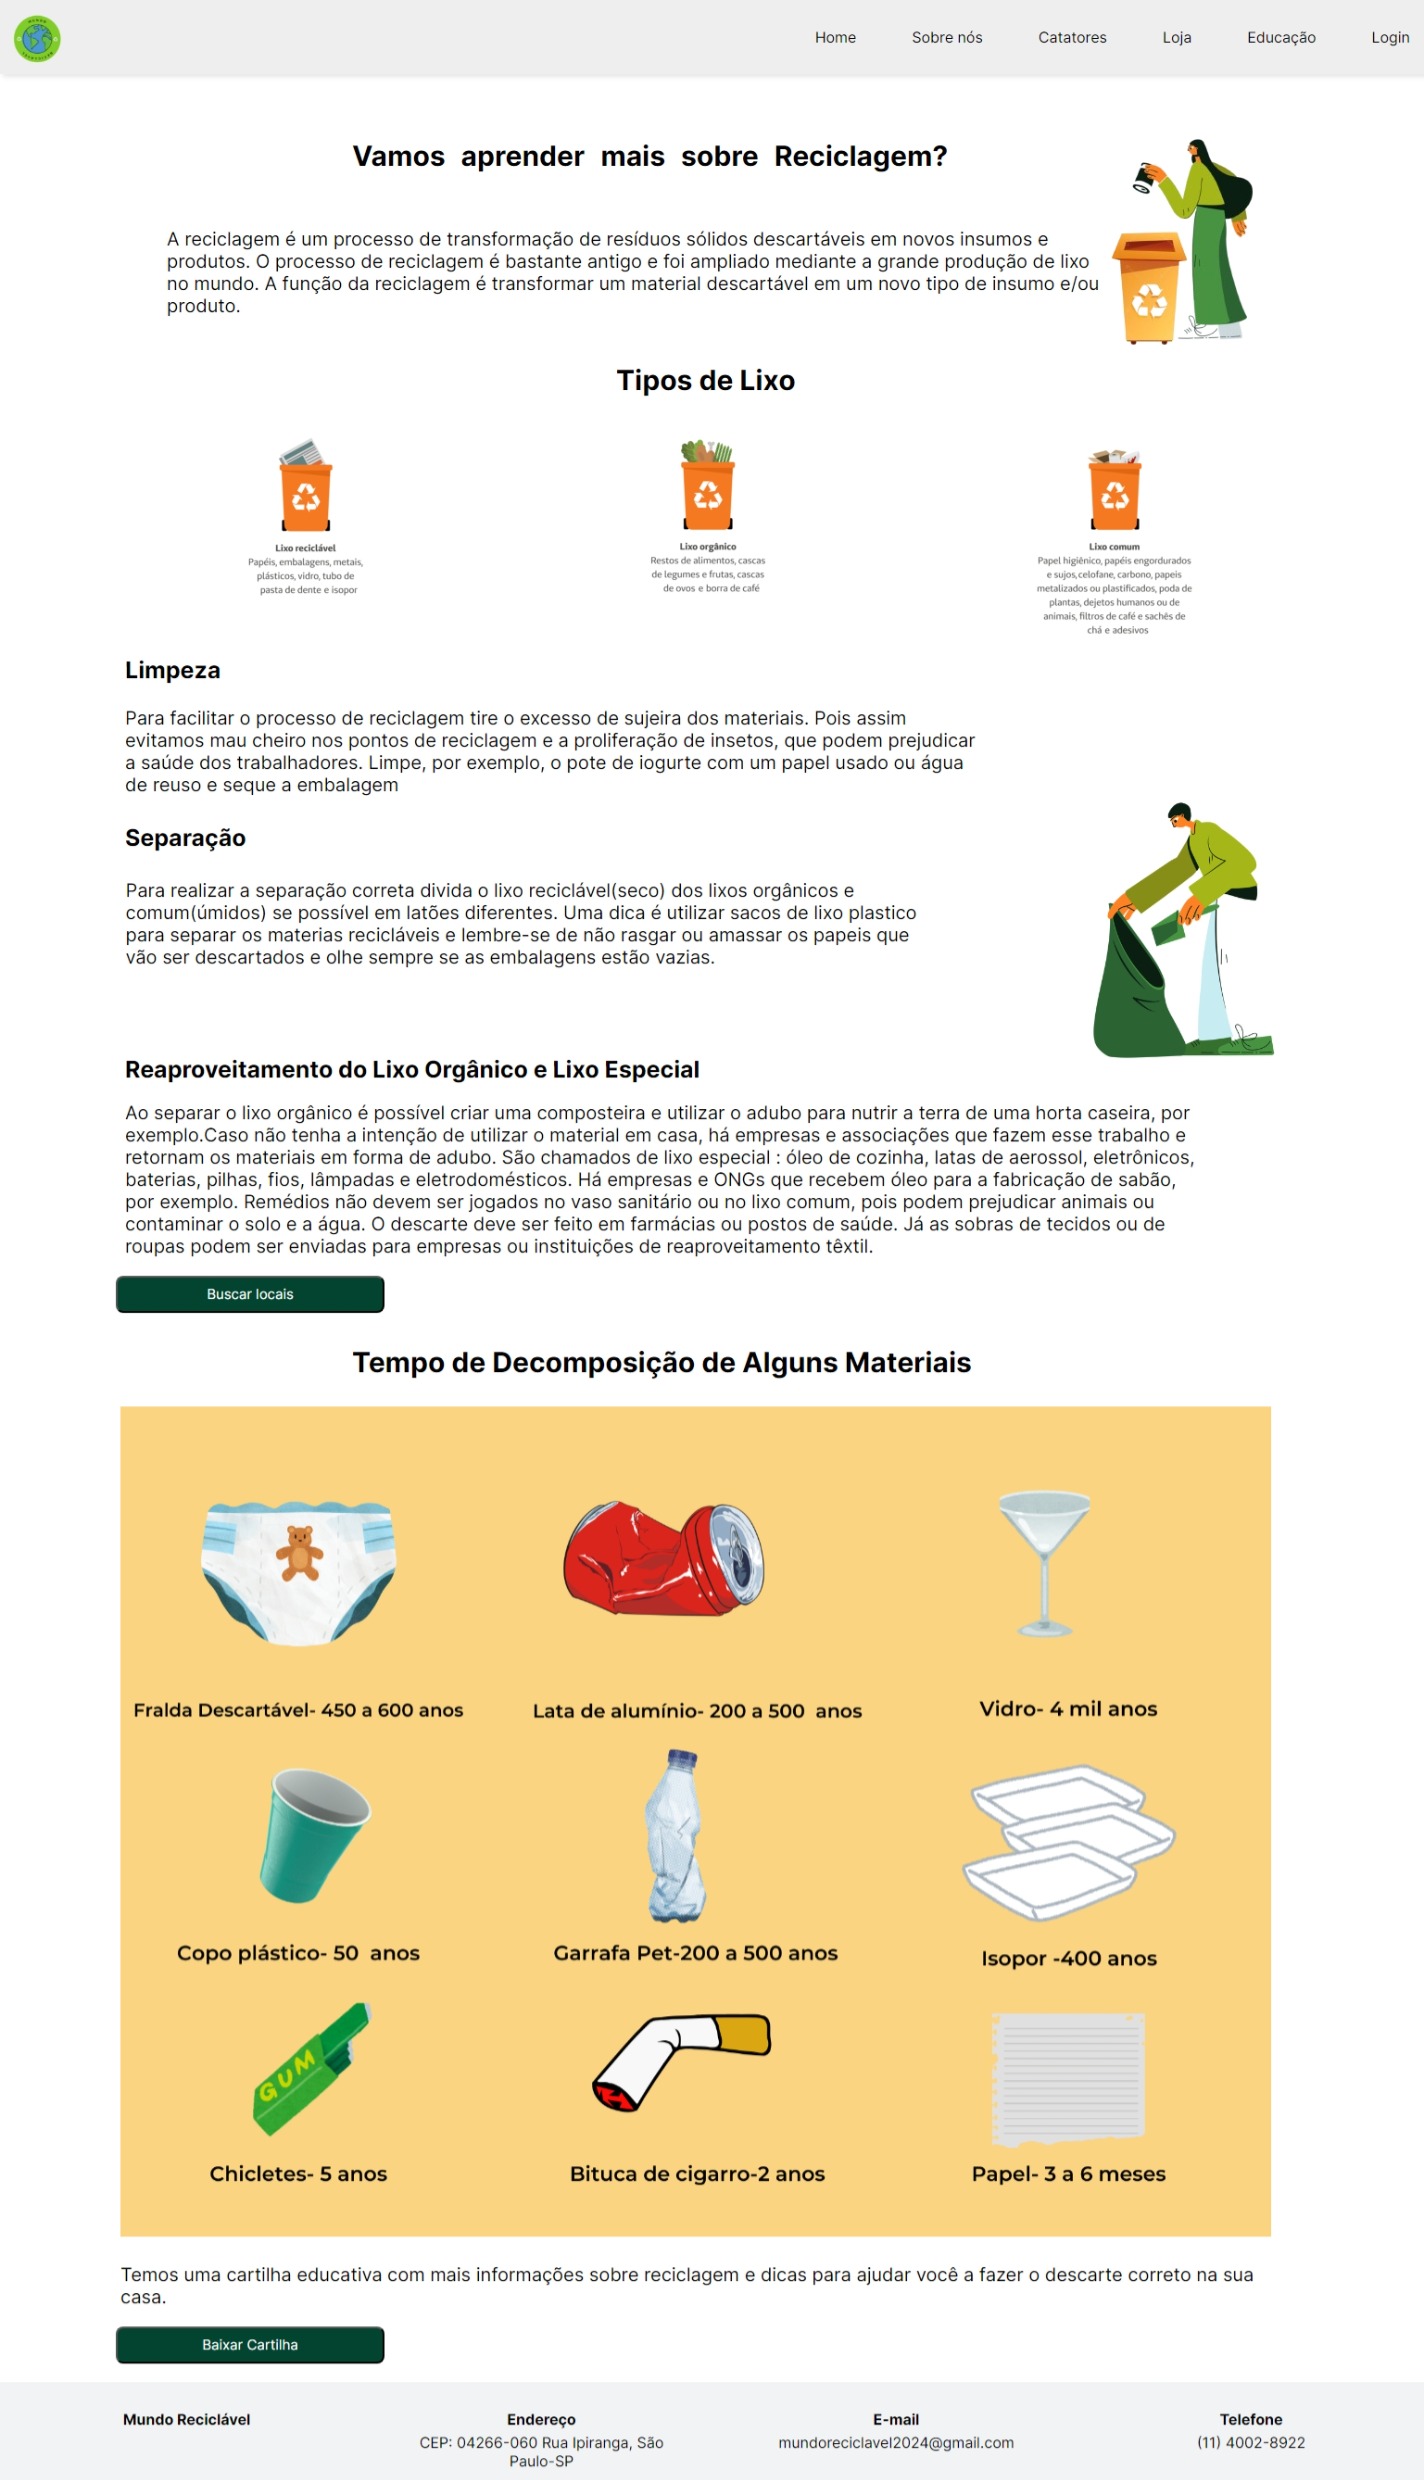 Home Sobre nós Catatores Loja Educação Login
Vamos aprender mais sobre Reciclagem?
A reciclagem é um processo de transformação de resíduos sólidos descartáveis em novos insumos e
produtos. O processo de reciclagem é bastante antigo e foi ampliado mediante a grande produção de lixo
no mundo. A função da reciclagem é transformar um material descartável em um novo tipo de insumo e/ou
produto.
Tipos de Lixo
Lixo reciclável
Papéis, embalagens, metais,
plásticos, vidro, tubo de
pasta de dente e isopor
Lixo orgânico
Restos de alimentos, cascas
de legumes e frutas, cascas
de ovos e borra de café
Lixo comum
Papel higiênico, papéis engordurados
e sujos,celofane, carbono, papeis
metalizados ou plastificados, poda de
plantas, dejetos humanos ou de
animais, filtros de café e sachês de
chá e adesivos
Limpeza
Para facilitar o processo de reciclagem tire o excesso de sujeira dos materiais. Pois assim
evitamos mau cheiro nos pontos de reciclagem e a proliferação de insetos, que podem prejudicar
a saúde dos trabalhadores. Limpe, por exemplo, o pote de iogurte com um papel usado ou água
de reuso e seque a embalagem
Separação
Para realizar a separação correta divida o lixo reciclável(seco) dos lixos orgânicos e
comum(úmidos) se possível em latões diferentes. Uma dica é utilizar sacos de lixo plastico
para separar os materias recicláveis e lembre-se de não rasgar ou amassar os papeis que
vão ser descartados e olhe sempre se as embalagens estão vazias.
Reaproveitamento do Lixo Orgânico e Lixo Especial
Ao separar o lixo orgânico é possível criar uma composteira e utilizar o adubo para nutrir a terra de uma horta caseira, por
exemplo.Caso não tenha a intenção de utilizar o material em casa, há empresas e associações que fazem esse trabalho e
retornam os materiais em forma de adubo. São chamados de lixo especial : óleo de cozinha, latas de aerossol, eletrônicos,
baterias, pilhas, fios, lâmpadas e eletrodomésticos. Há empresas e ONGs que recebem óleo para a fabricação de sabão,
por exemplo. Remédios não devem ser jogados no vaso sanitário ou no lixo comum, pois podem prejudicar animais ou
contaminar o solo e a água. O descarte deve ser feito em farmácias ou postos de saúde. Já as sobras de tecidos ou de
roupas podem ser enviadas para empresas ou instituições de reaproveitamento têxtil.
Buscar locais
Tempo de Decomposição de Alguns Materiais
Fralda Descartável- 450 a 600 anos
Lata de alumínio- 200 a 500 anos
Vidro- 4 mil anos
Copo plástico- 50 anos
Garrafa Pet-200 a 500 anos
Isopor -400 anos
GUM
Chicletes- 5 anos
Bituca de cigarro-2 anos
Papel- 3 a 6 meses
Temos uma cartilha educativa com mais informações sobre reciclagem e dicas para ajudar você a fazer o descarte correto na sua
casa.
Baixar Cartilha
Mundo Reciclável
Endereço
CEP: 04266-060 Rua Ipiranga, São
Paulo-SP
E-mail
mundoreciclavel2024@gmail.com
Telefone
(11) 4002-8922